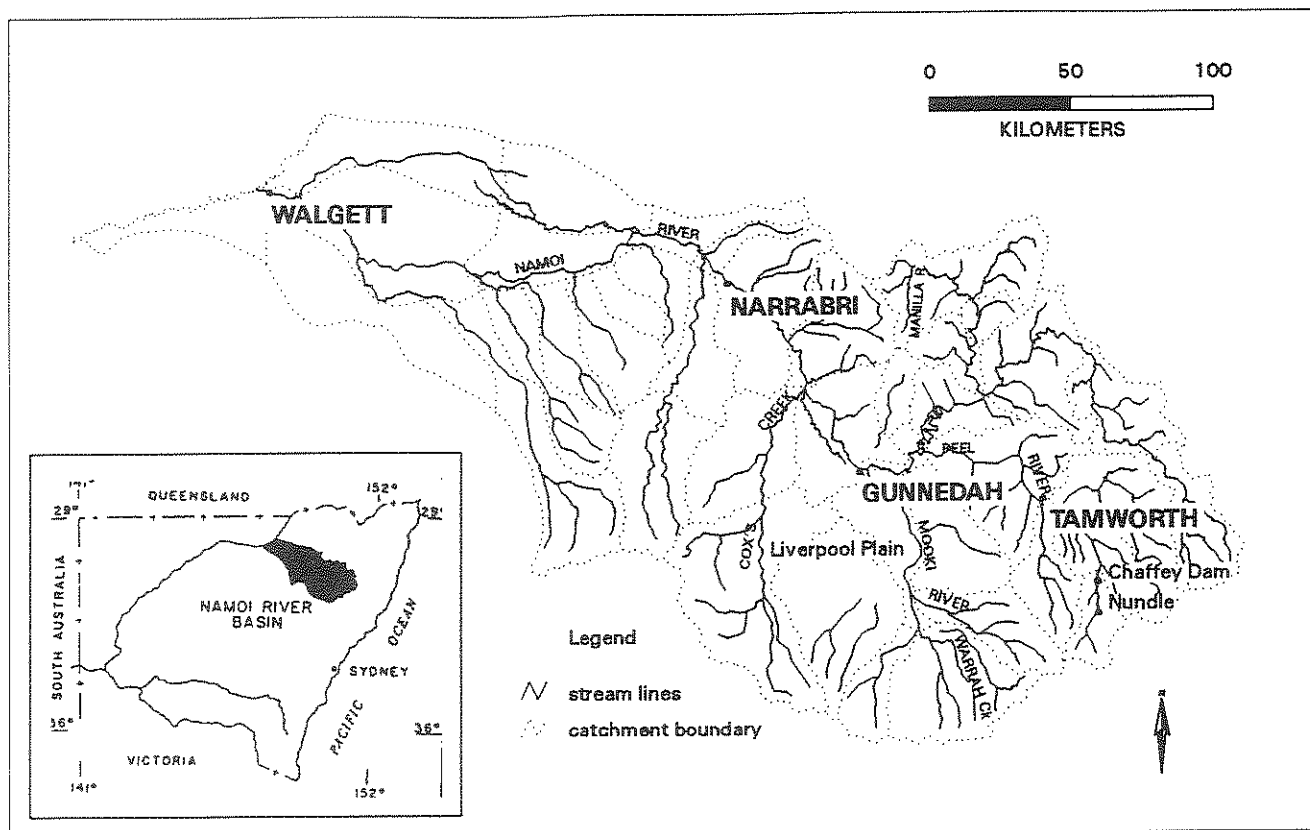 0 50 100
KILOMETERS
WALGETT
RIVER
NAMOI
NARRABRI
MANILLA R.
CREEK
PEEL
RIVER
GUNNEDAH
TAMWORTH
COX'S
Liverpool Plain
MOOKI
RIVER
WARRAH Ck
Chaffey Dam
Nundle
Legend
stream lines
catchment boundary
QUEENSLAND
152°
29°
29'
SOUTH AUSTRALIA
NAMOI RIVER
BASIN
OCEAN
SYDNEY
PACIFIC
36°
36°
VICTORIA
141°
152°